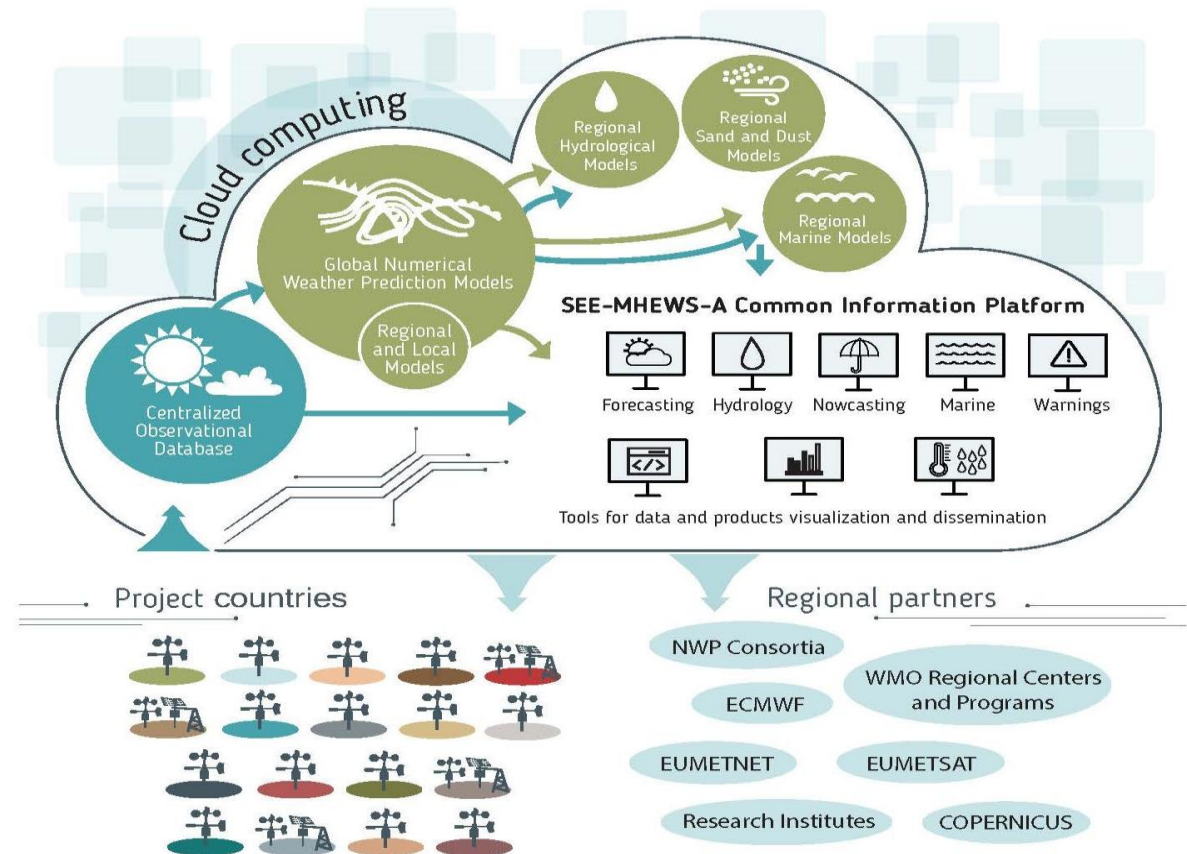 Cloud computing
Regional
Hydrological
Models
Regional
Sand and Dust
Models
Regional
Marine Models
Global Numerical
Weather Prediction Models
Regional
and Local
Models
Centralized
Observational
Database
SEE-MHEWS-A Common Information Platform
Forecasting
Hydrology
Nowcasting
Marine
Warnings
</>
Tools for data and products visualization and dissemination
Project countries
Regional partners
NWP Consortia
WMO Regional Centers
and Programs
ECMWF
EUMETNET
EUMETSAT
Research Institutes
COPERNICUS